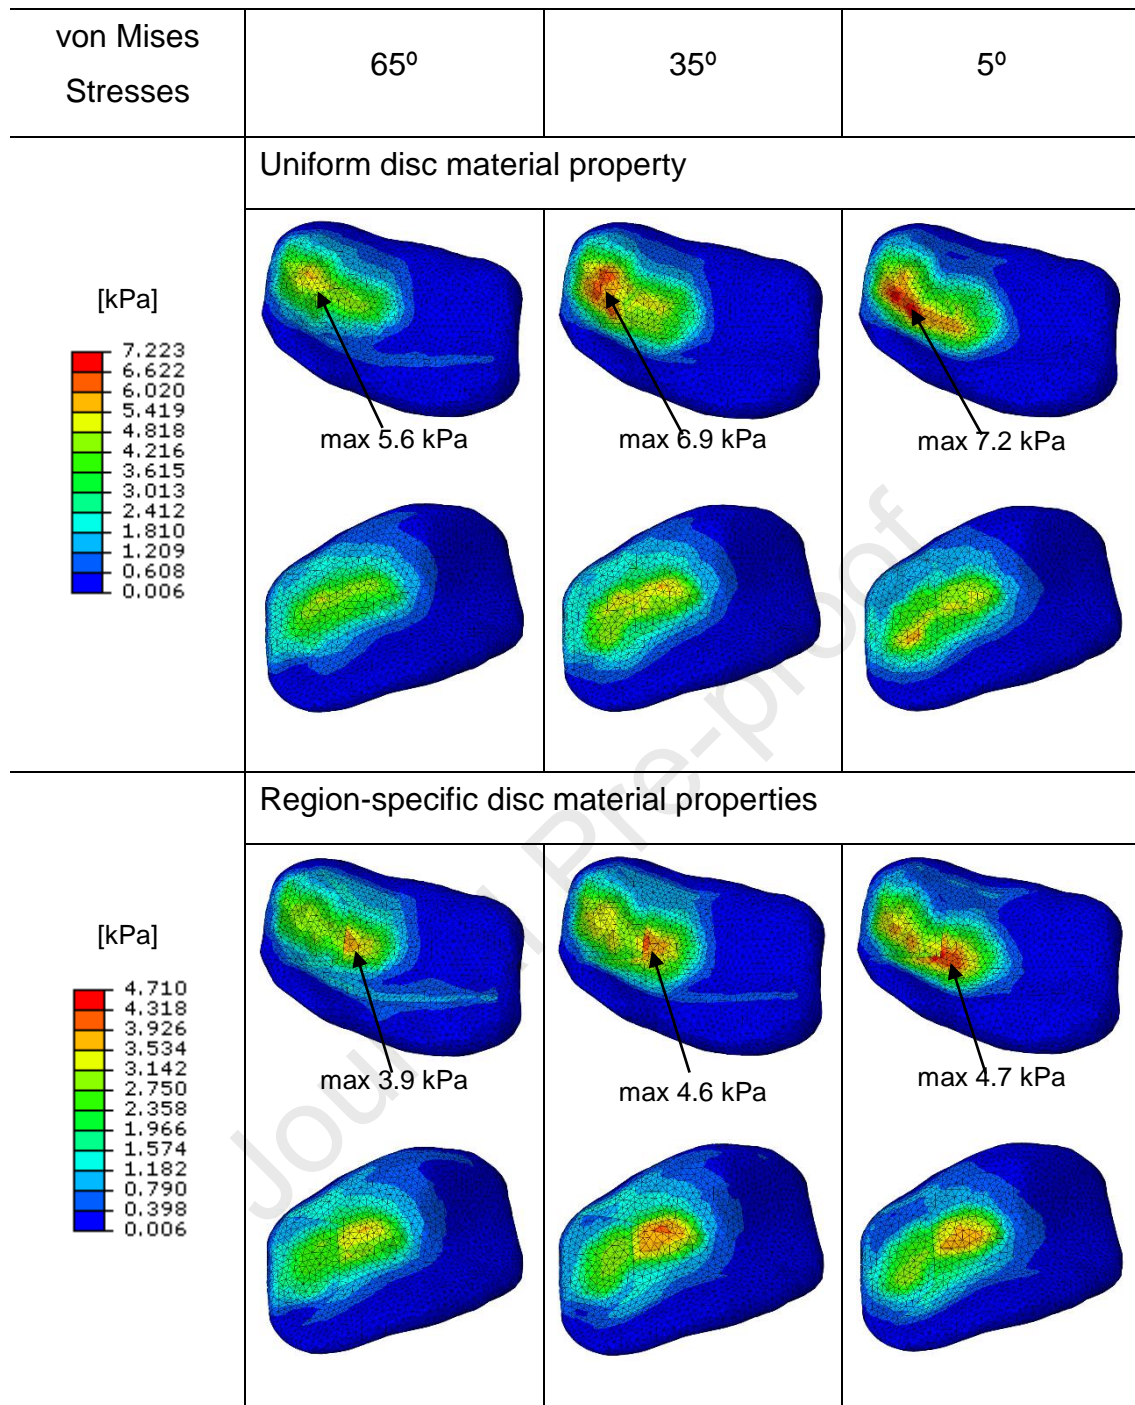 von Mises
Stresses
65º
35º
5º
Uniform disc material property
[kPa]
7.223
6.622
6.020
5.419
4.818
4.216
3.615
3.013
2.412
1.810
1.209
0.608
0.006
max 5.6 kPa
max 6.9 kPa
max 7.2 kPa
Region-specific disc material properties
[kPa]
4.710
4.318
3.926
3.534
3.142
2.750
2.358
1.966
1.574
1.182
0.790
0.398
0.006
max 3.9 kPa
max 4.6 kPa
max 4.7 kPa
Journal Pre-proof